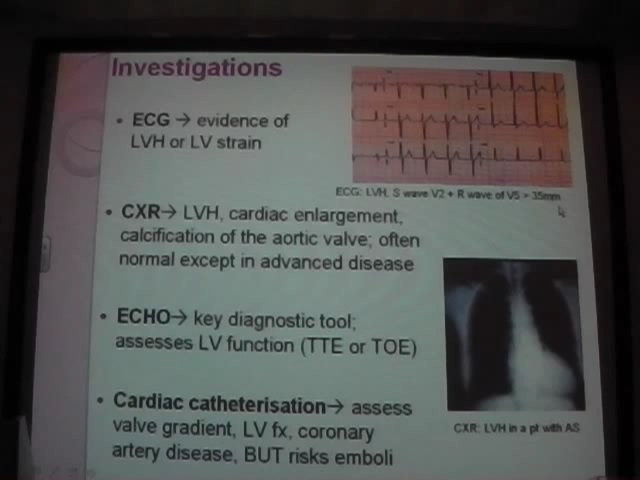 Investigations
• ECG → evidence of
LVH or LV strain
ECG: LVH. S wave V2 + R wave of V5 > 35mm
• CXR→ LVH, cardiac enlargement,
calcification of the aortic valve; often
normal except in advanced disease
• ECHO→ key diagnostic tool;
assesses LV function (TTE or TOE)
• Cardiac catheterisation→ assess
valve gradient, LV fx, coronary
artery disease, BUT risks emboli
CXR: LVH in a pt with AS